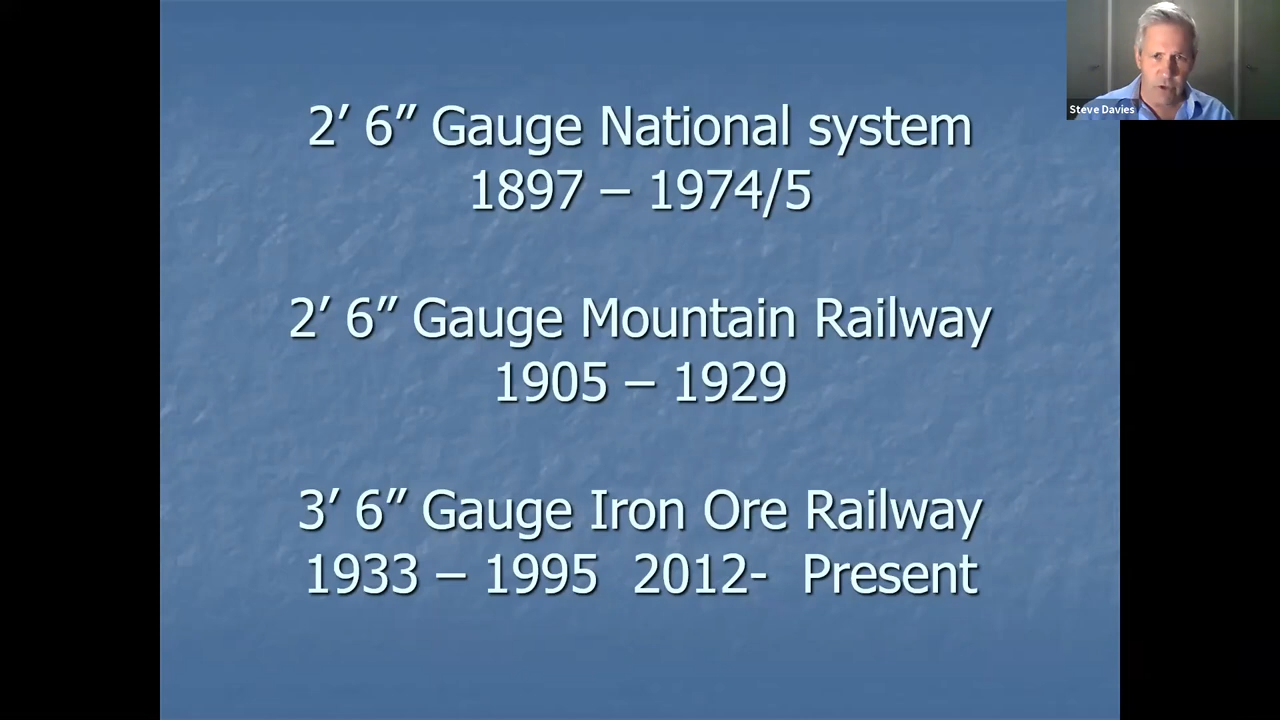 2’ 6” Gauge National system
1897 – 1974/5
2’ 6” Gauge Mountain Railway
1905 – 1929
3’ 6” Gauge Iron Ore Railway
1933 – 1995 2012- Present
Steve Davies